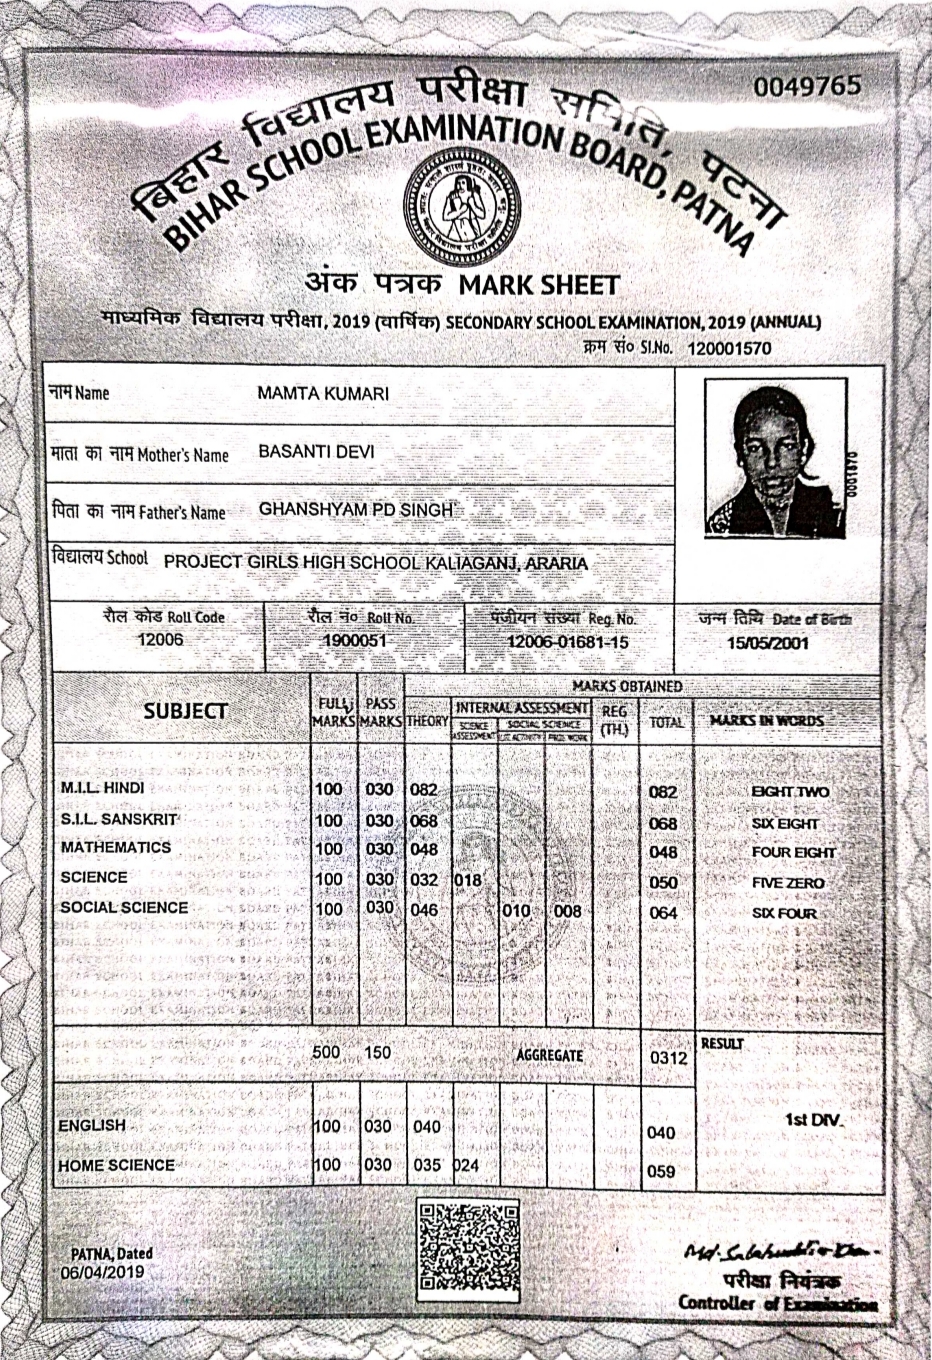 0049765
बिहार विद्यालय परीक्षा समिति, पटना
BIHAR SCHOOL EXAMINATION BOARD, PATNA
अंक पत्रक MARK SHEET
माध्यमिक विद्यालय परीक्षा, 2019 (वार्षिक) SECONDARY SCHOOL EXAMINATION, 2019 (ANNUAL)
क्रम सं० Sl.No. 120001570
नाम Name MAMTA KUMARI
माता का नाम Mother's Name BASANTI DEVI
पिता का नाम Father's Name GHANSHYAM PD SINGH
विद्यालय School PROJECT GIRLS HIGH SCHOOL KALIAGANJ, ARARIA
रौल कोड Roll Code रौल नं० Roll No. पंजीयन संख्या Reg. No. जन्म तिथि Date of Birth
12006 1900051 12006-01681-15 15/05/2001
MARKS OBTAINED
SUBJECT FULL MARKS PASS MARKS THEORY INTERNAL ASSESSMENT REG (TH.) TOTAL MARKS IN WORDS
SCIENCE ASSESSMENT SOCIAL SCIENCE LIT. ACTIVITY PROJ. WORK
M.I.L. HINDI 100 030 082 082 EIGHT TWO
S.I.L. SANSKRIT 100 030 068 068 SIX EIGHT
MATHEMATICS 100 030 048 048 FOUR EIGHT
SCIENCE 100 030 032 018 050 FIVE ZERO
SOCIAL SCIENCE 100 030 046 010 008 064 SIX FOUR
500 150 AGGREGATE 0312
RESULT
1st DIV.
ENGLISH 100 030 040 040
HOME SCIENCE 100 030 035 024 059
PATNA, Dated
06/04/2019
परीक्षा नियंत्रक
Controller of Examination